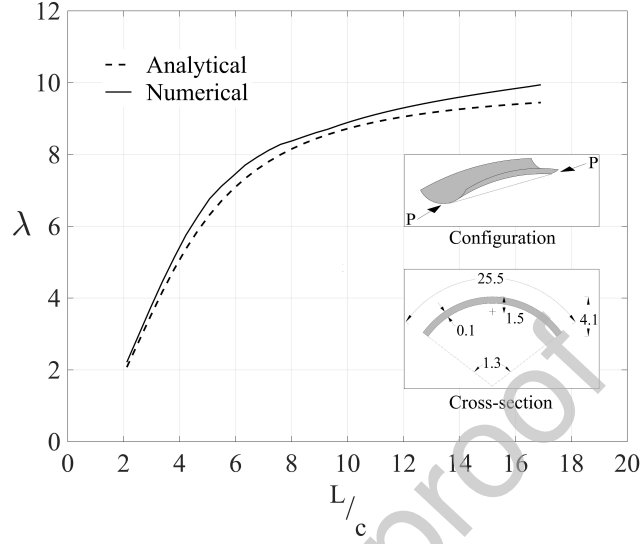 12
10
8
6
4
2
0
λ
Analytical
Numerical
P
P
Configuration
25.5
0.1
1.5
4.1
1.3
Cross-section
0 2 4 6 8 10 12 14 16 18 20
L/c
proof